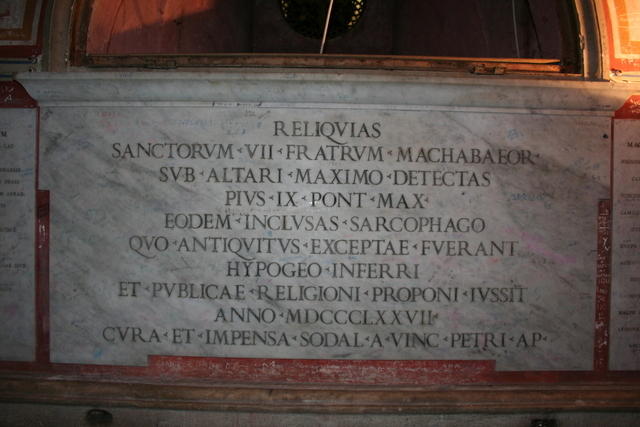 RELIQVIAS
SANCTORVM · VII · FRATRVM · MACHABAEOR ·
SVB · ALTARI · MAXIMO · DETECTAS
PIVS · IX · PONT · MAX ·
EODEM · INCLVSAS · SARCOPHAGO
QVO · ANTIQVITVS · EXCEPTAE · FVERANT
HYPOGEO · INFERRI
ET · PVBLICAE · RELIGIONI · PROPONI · IVSSIT
ANNO · MDCCCLXXVII ·
CVRA · ET · IMPENSA · SODAL · A · VINC · PETRI · AP ·